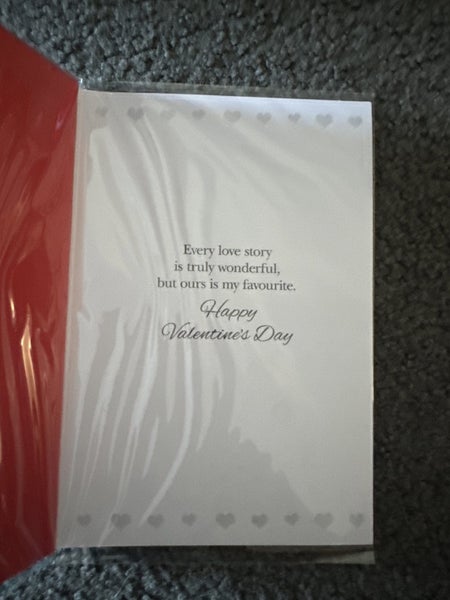 Every love story
is truly wonderful,
but ours is my favourite.
Happy
Valentine's Day